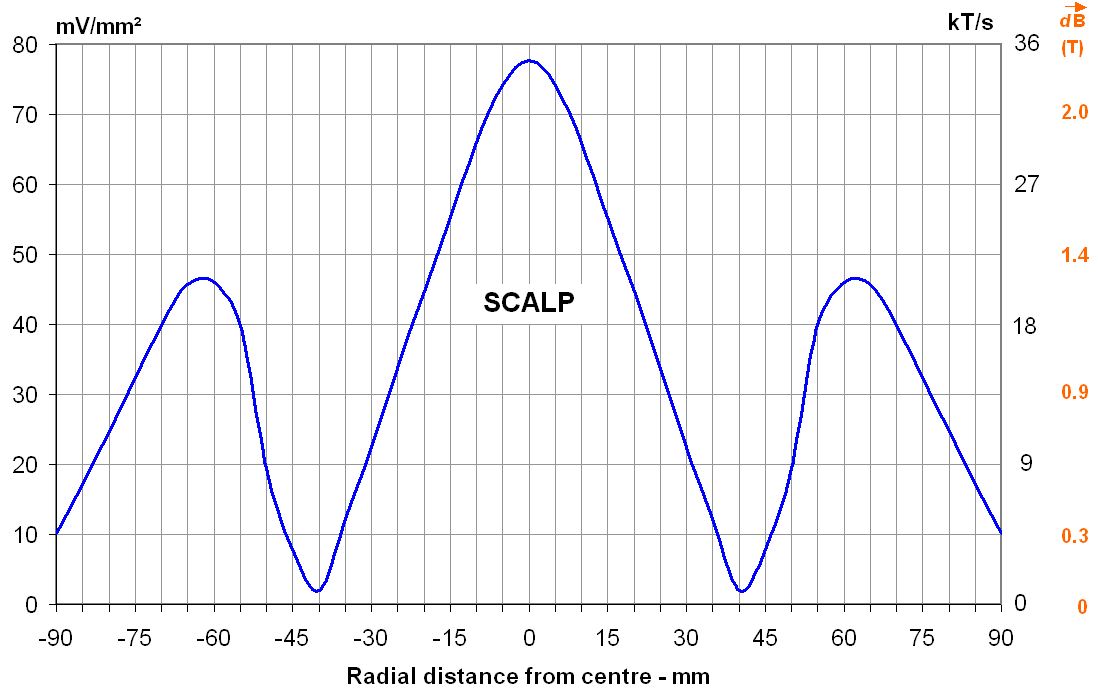 mV/mm²
kT/s
dB
(T)
80
70
60
50
40
30
20
10
0
36
27
18
9
0
2.0
1.4
0.9
0.3
0
SCALP
-90 -75 -60 -45 -30 -15 0 15 30 45 60 75 90
Radial distance from centre - mm